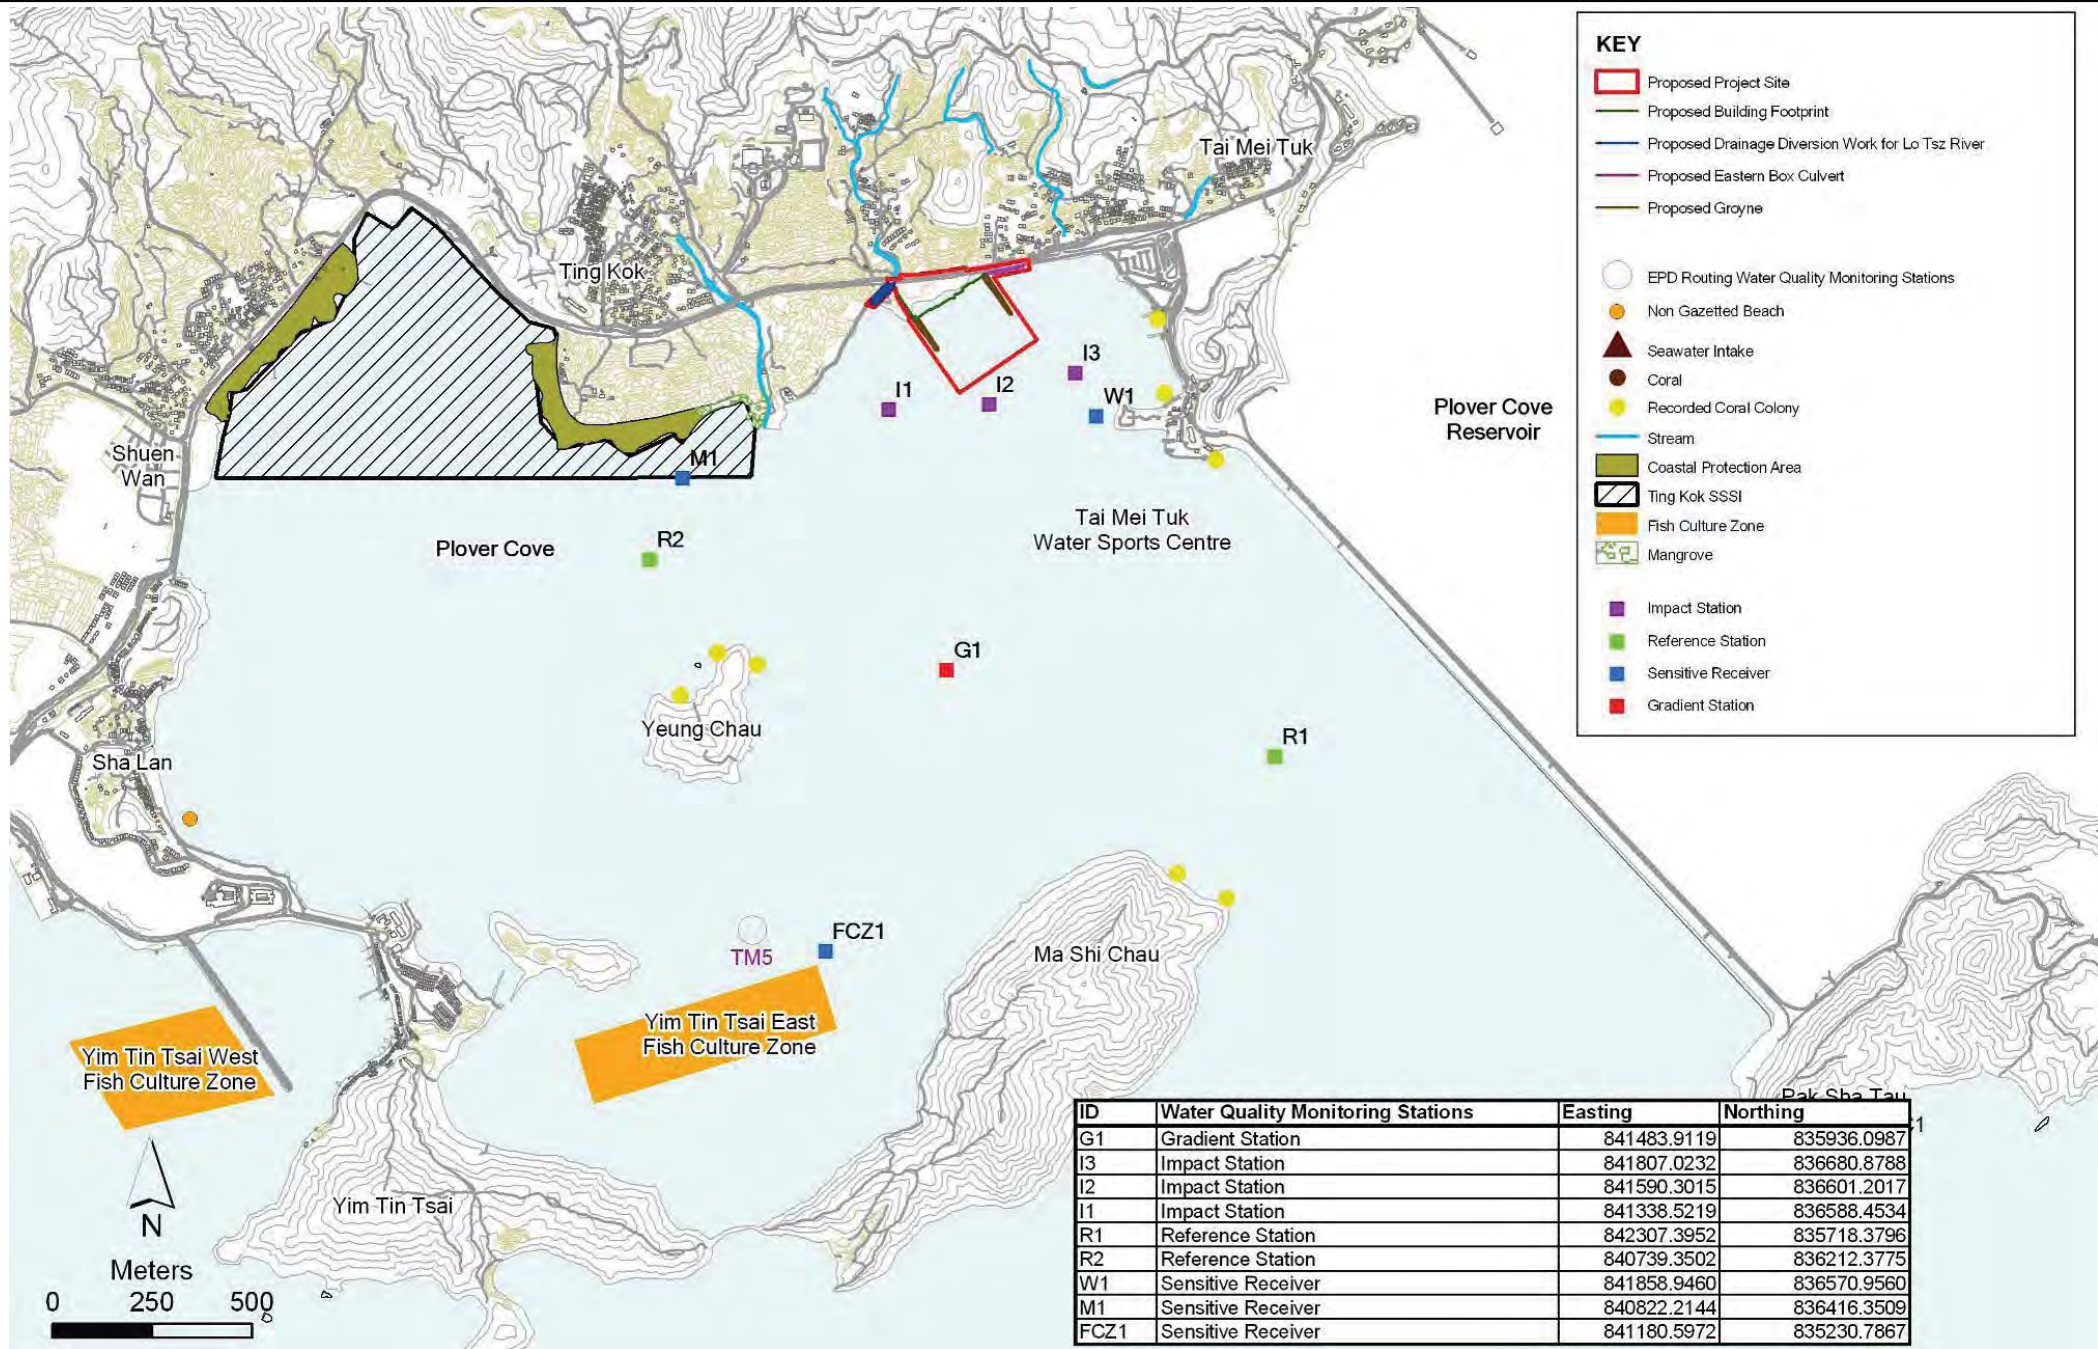 KEY
Proposed Project Site
Proposed Building Footprint
Proposed Drainage Diversion Work for Lo Tsz River
Proposed Eastern Box Culvert
Proposed Groyne
EPD Routing Water Quality Monitoring Stations
Non Gazetted Beach
Seawater Intake
Coral
Recorded Coral Colony
Stream
Coastal Protection Area
Ting Kok SSSI
Fish Culture Zone
Mangrove
Impact Station
Reference Station
Sensitive Receiver
Gradient Station
Tai Mei Tuk
Ting Kok
I3
I1
I2
W1
Plover Cove
Reservoir
Shuen
Wan
M1
Tai Mei Tuk
Water Sports Centre
Plover Cove
R2
G1
Yeung Chau
R1
Sha Lan
FCZ1
TM5
Ma Shi Chau
Yim Tin Tsai East
Fish Culture Zone
Yim Tin Tsai West
Fish Culture Zone
Pak Sha Tau
Yim Tin Tsai
N
Meters
0 250 500
ID Water Quality Monitoring Stations Easting Northing
G1 Gradient Station 841483.9119 835936.0987
I3 Impact Station 841807.0232 836680.8788
I2 Impact Station 841590.3015 836601.2017
I1 Impact Station 841338.5219 836588.4534
R1 Reference Station 842307.3952 835718.3796
R2 Reference Station 840739.3502 836212.3775
W1 Sensitive Receiver 841858.9460 836570.9560
M1 Sensitive Receiver 840822.2144 836416.3509
FCZ1 Sensitive Receiver 841180.5972 835230.7867